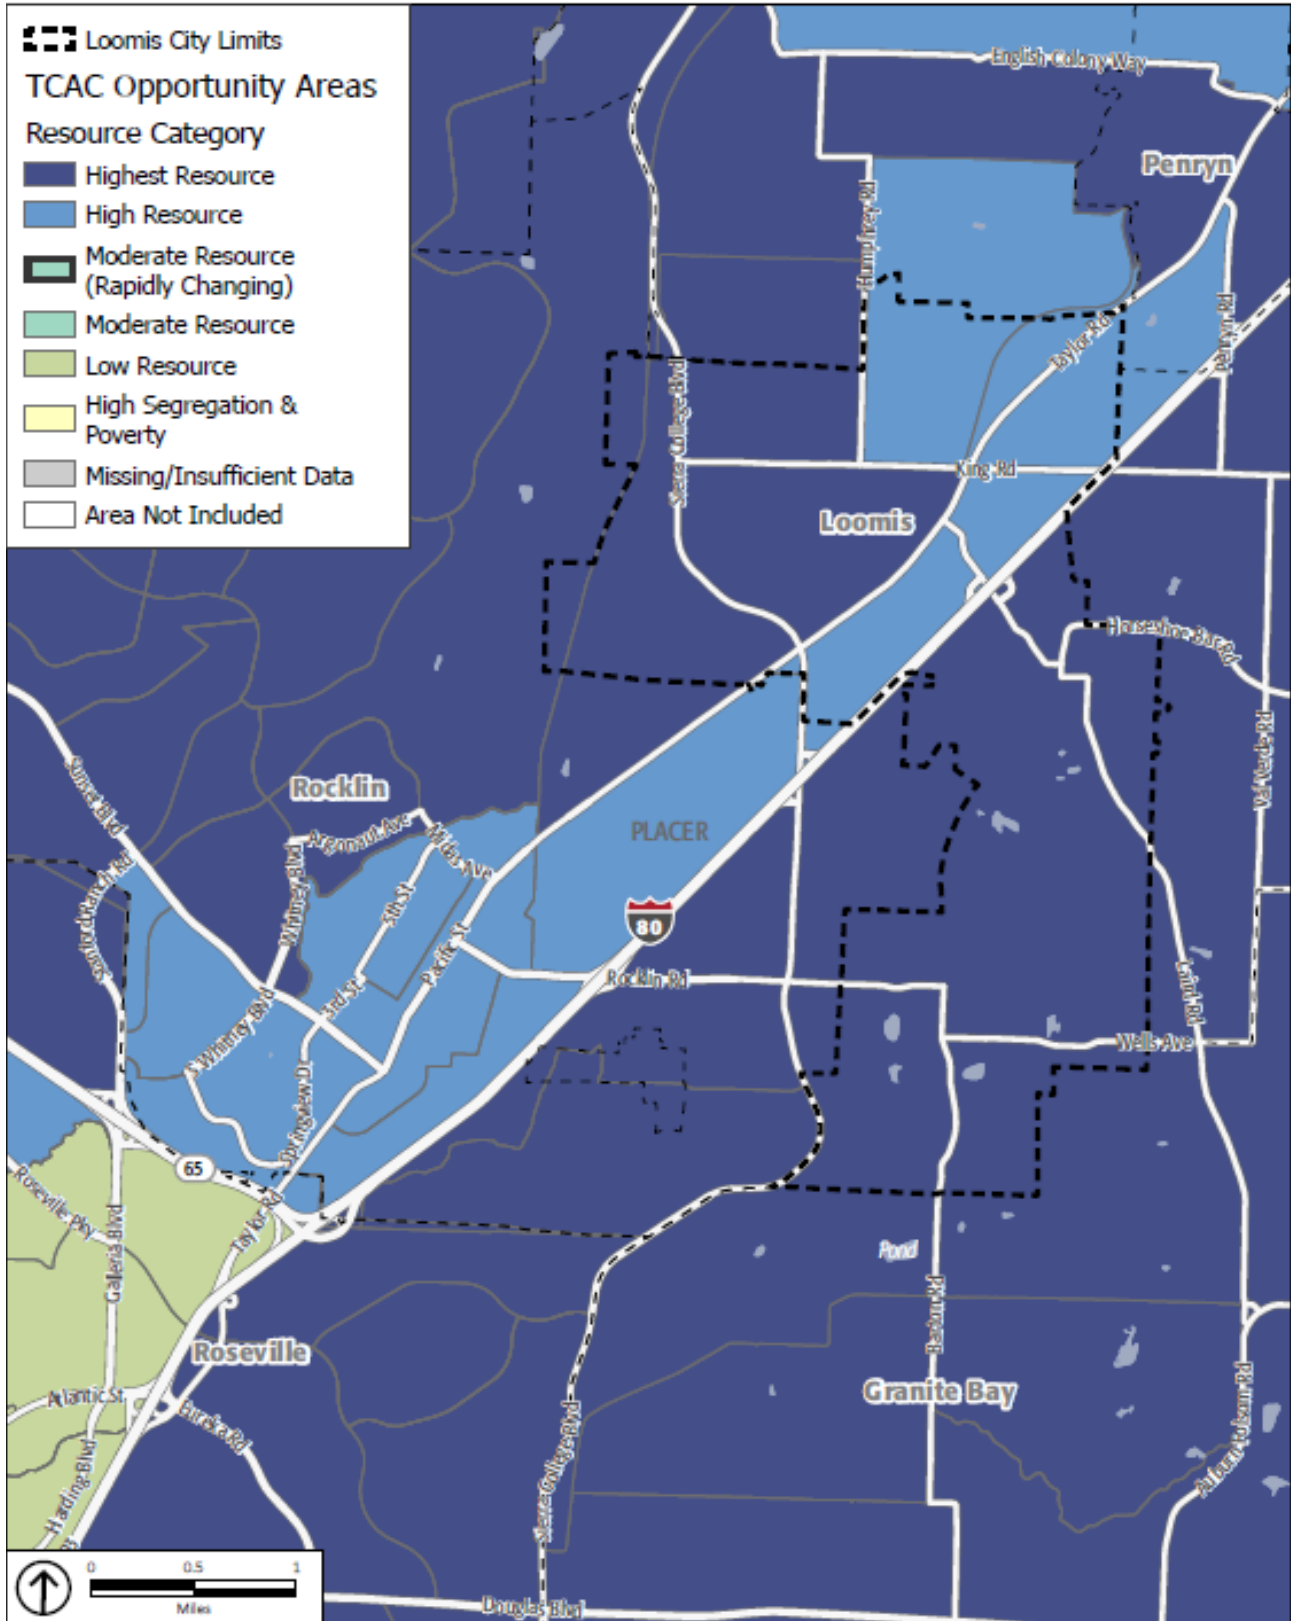 Loomis City Limits
TCAC Opportunity Areas
Resource Category
Highest Resource
High Resource
Moderate Resource
(Rapidly Changing)
Moderate Resource
Low Resource
High Segregation &
Poverty
Missing/Insufficient Data
Area Not Included
English Colony Way
Penryn
Humphrey Rd
Taylor Rd
Penryn Rd
Sierra College Blvd
King Rd
Loomis
Horseshoe Bar Rd
Val Verde Rd
Rocklin
Sunset Blvd
Argonaut Ave
Midas Ave
PLACER
Whitney Blvd
5th St
Pacific St
80
Rocklin Rd
3rd St
S Whitney Blvd
Springview Dr
Laird Rd
Wells Ave
65
Roseville Pky
Galleria Blvd
Taylor Rd
Pond
Barton Rd
Roseville
Granite Bay
Atlantic St
Eureka Rd
Harding Blvd
Sierra College Blvd
Auburn Folsom Rd
0 0.5 1
Miles
Douglas Blvd